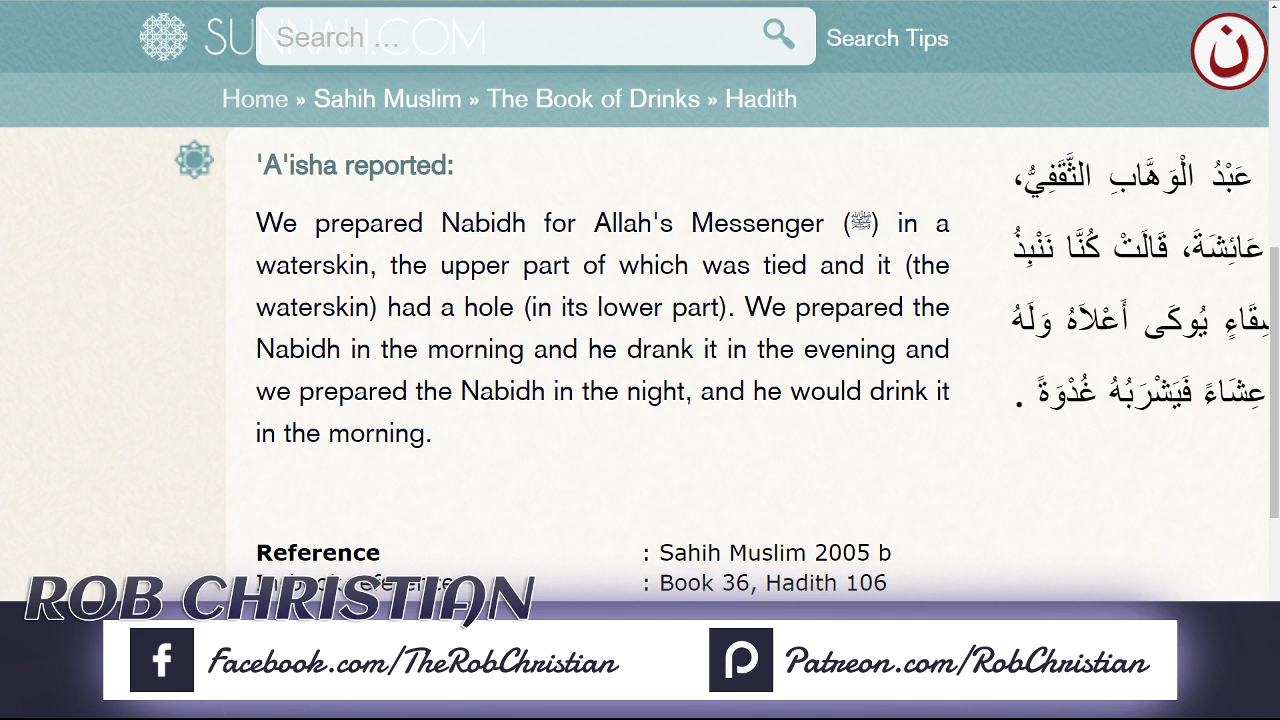 SUNNAH.COM
Search ...
Search Tips
ن
Home » Sahih Muslim » The Book of Drinks » Hadith
'A'isha reported:
We prepared Nabidh for Allah's Messenger (ﷺ) in a
waterskin, the upper part of which was tied and it (the
waterskin) had a hole (in its lower part). We prepared the
Nabidh in the morning and he drank it in the evening and
we prepared the Nabidh in the night, and he would drink it
in the morning.
عَبْدُ الْوَهَّابِ الثَّقَفِيُّ،
عَائِشَةَ، قَالَتْ كُنَّا نَنْبِذُ
يُوكَى أَعْلاَهُ وَلَهُ
عِشَاءً فَيَشْرَبُهُ غُدْوَةً .
Reference : Sahih Muslim 2005 b
In-book reference : Book 36, Hadith 106
ROB CHRISTIAN
Facebook.com/TheRobChristian
Patreon.com/RobChristian